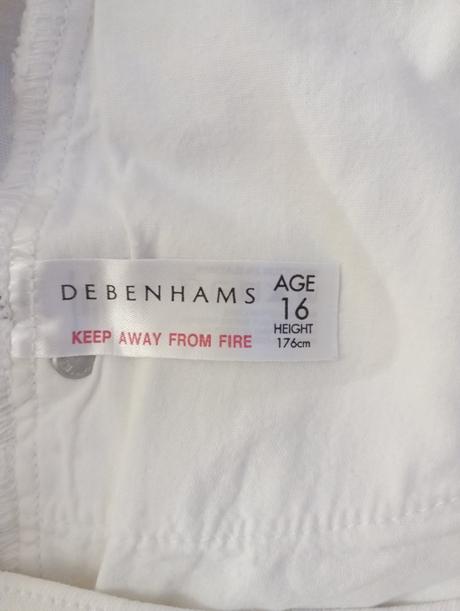 DEBENHAMS
KEEP AWAY FROM FIRE
AGE
16
HEIGHT
176cm